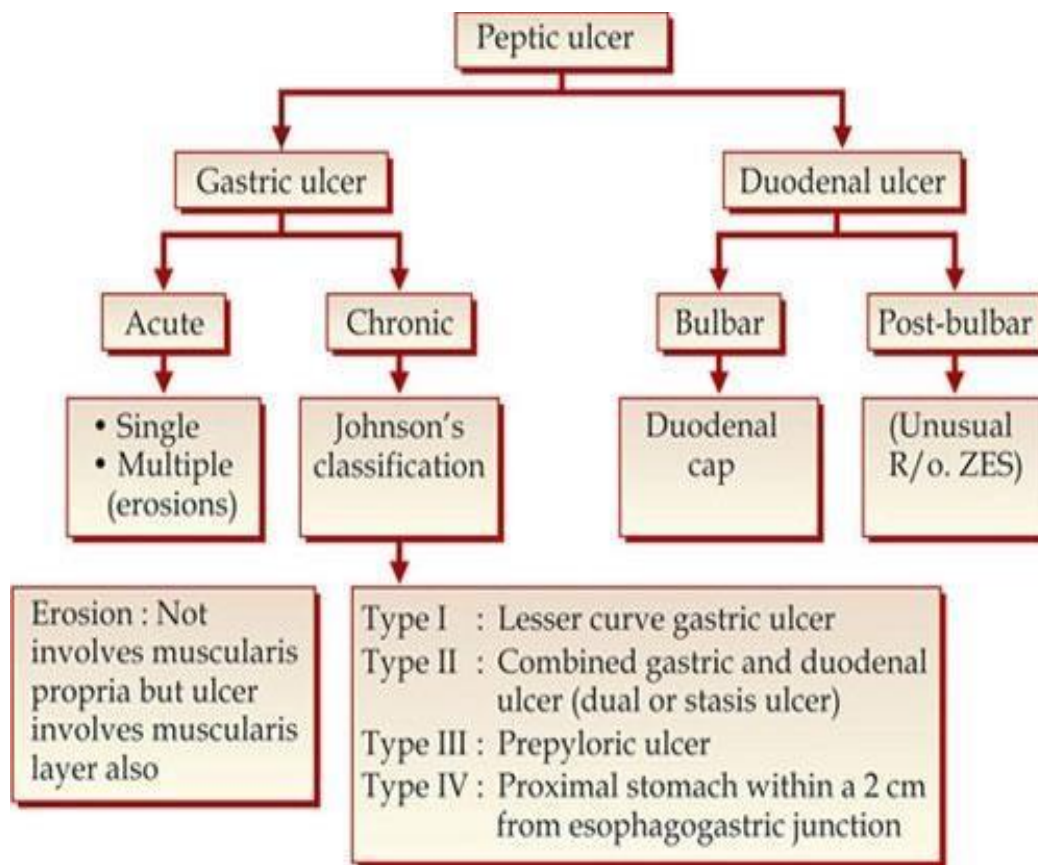 Peptic ulcer
Gastric ulcer
Duodenal ulcer
Acute
Chronic
Bulbar
Post-bulbar
• Single
• Multiple
(erosions)
Johnson's
classification
Duodenal
cap
(Unusual
R/o. ZES)
Erosion : Not
involves muscularis
propria but ulcer
involves muscularis
layer also
Type I : Lesser curve gastric ulcer
Type II : Combined gastric and duodenal
ulcer (dual or stasis ulcer)
Type III : Prepyloric ulcer
Type IV : Proximal stomach within a 2 cm
from esophagogastric junction